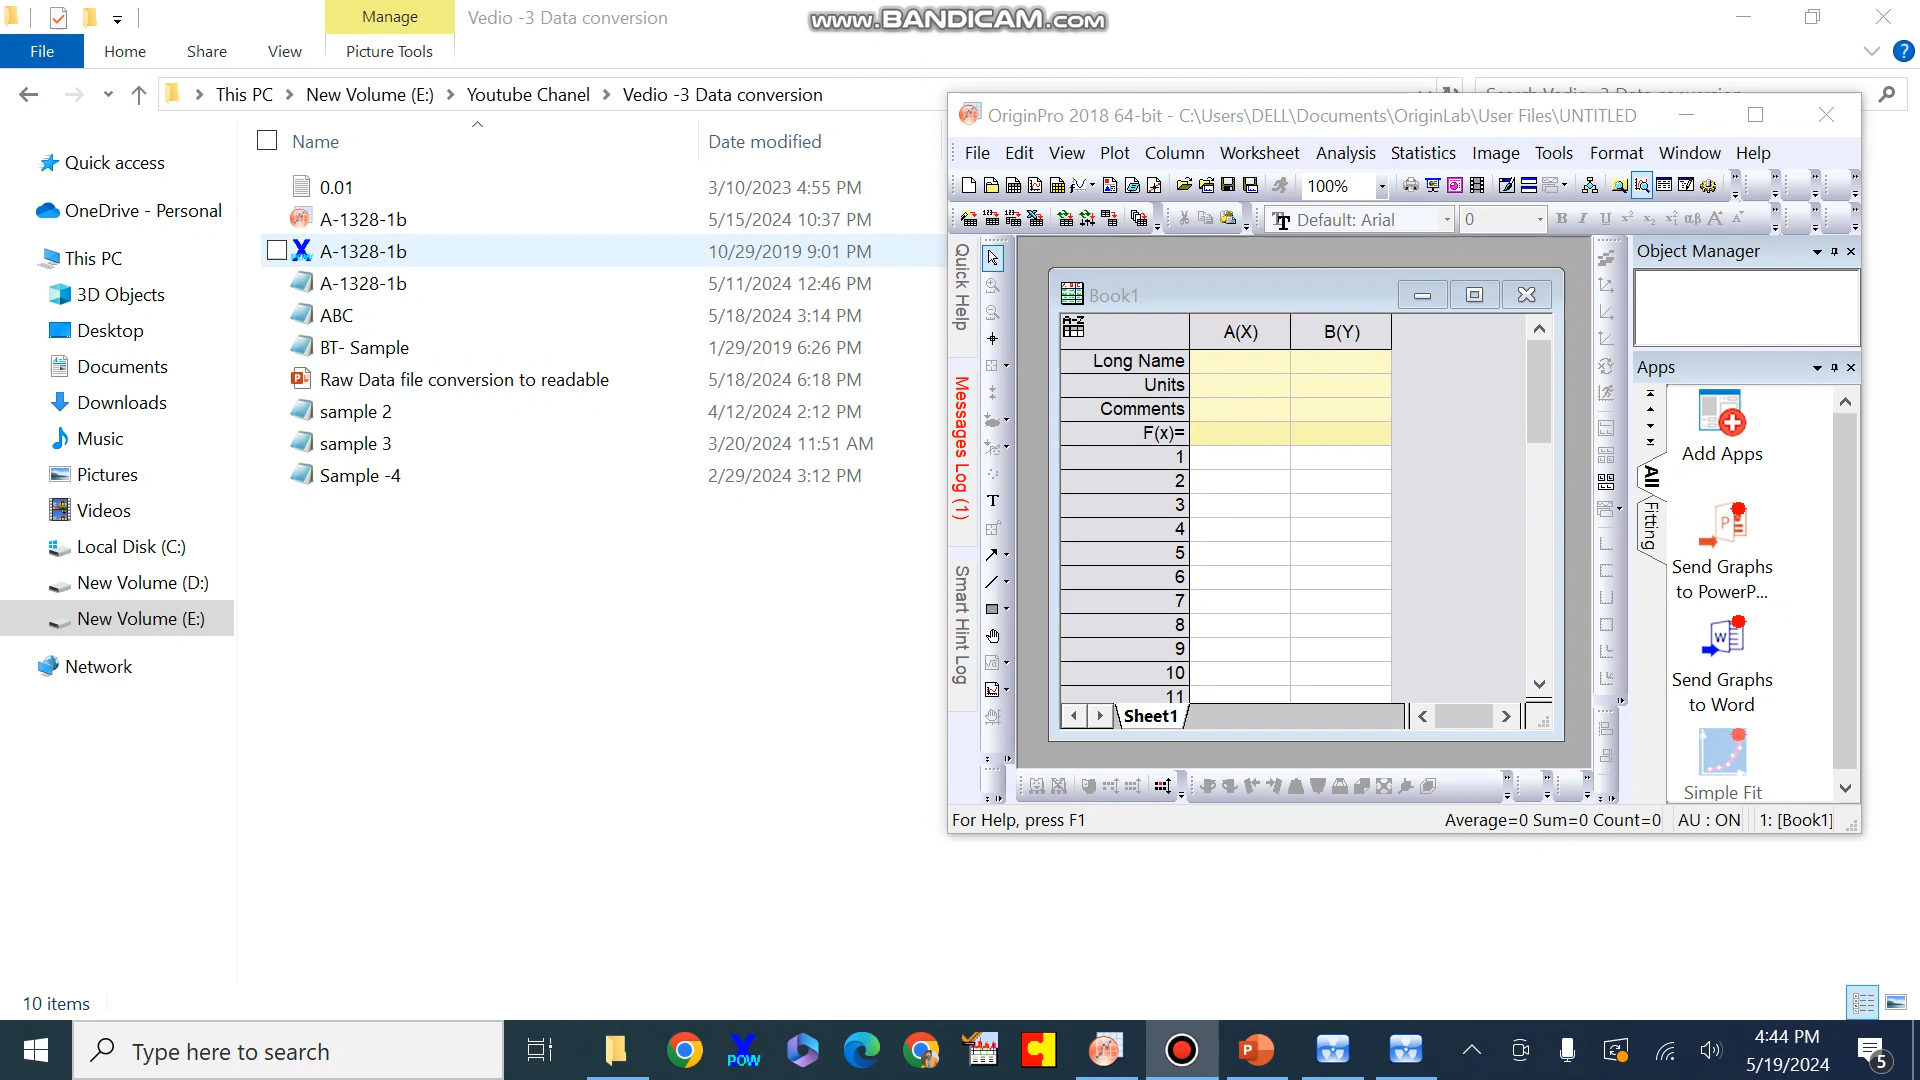 Manage
Vedio -3 Data conversion
www.BANDICAM.com
File
Home
Share
View
Picture Tools
This PC
New Volume (E:)
Youtube Chanel
Vedio -3 Data conversion
Name
Date modified
Quick access
OneDrive - Personal
This PC
3D Objects
Desktop
Documents
Downloads
Music
Pictures
Videos
Local Disk (C:)
New Volume (D:)
New Volume (E:)
Network
0.01 3/10/2023 4:55 PM
A-1328-1b 5/15/2024 10:37 PM
A-1328-1b 10/29/2019 9:01 PM
A-1328-1b 5/11/2024 12:46 PM
ABC 5/18/2024 3:14 PM
BT- Sample 1/29/2019 6:26 PM
Raw Data file conversion to readable 5/18/2024 6:18 PM
sample 2 4/12/2024 2:12 PM
sample 3 3/20/2024 11:51 AM
Sample -4 2/29/2024 3:12 PM
OriginPro 2018 64-bit - C:\Users\DELL\Documents\OriginLab\User Files\UNTITLED
File Edit View Plot Column Worksheet Analysis Statistics Image Tools Format Window Help
100%
Default: Arial
0
B I U
Quick Help
Messages Log (1)
Smart Hint Log
Book1
A(X) B(Y)
Long Name
Units
Comments
F(x)=
1
2
3
4
5
6
7
8
9
10
11
Sheet1
Object Manager
Apps
All
Fitting
Add Apps
Send Graphs
to PowerP...
Send Graphs
to Word
Simple Fit
For Help, press F1
Average=0 Sum=0 Count=0
AU : ON
1: [Book1]
10 items
Type here to search
X
POW
4:44 PM
5/19/2024
5